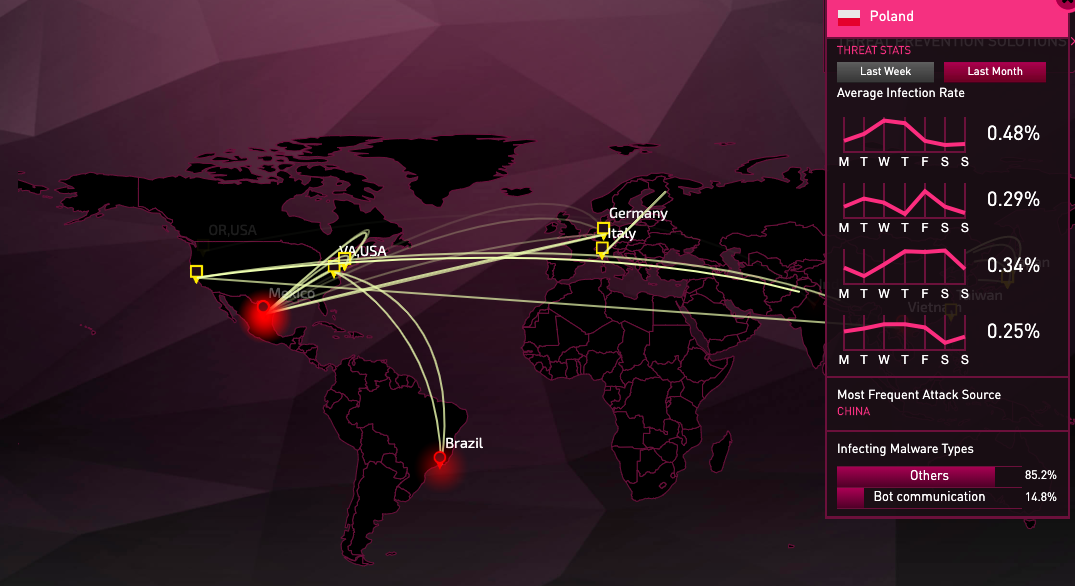 Poland
THREAT PREVENTION SOLUTIONS
THREAT STATS
Last Week
Last Month
Average Infection Rate
0.48%
M T W T F S S
0.29%
M T W T F S S
0.34%
M T W T F S S
0.25%
M T W T F S S
Most Frequent Attack Source
CHINA
Infecting Malware Types
Others
85.2%
Bot communication
14.8%
Germany
Italy
OR,USA
VA,USA
Mexico
Vietnam
Brazil